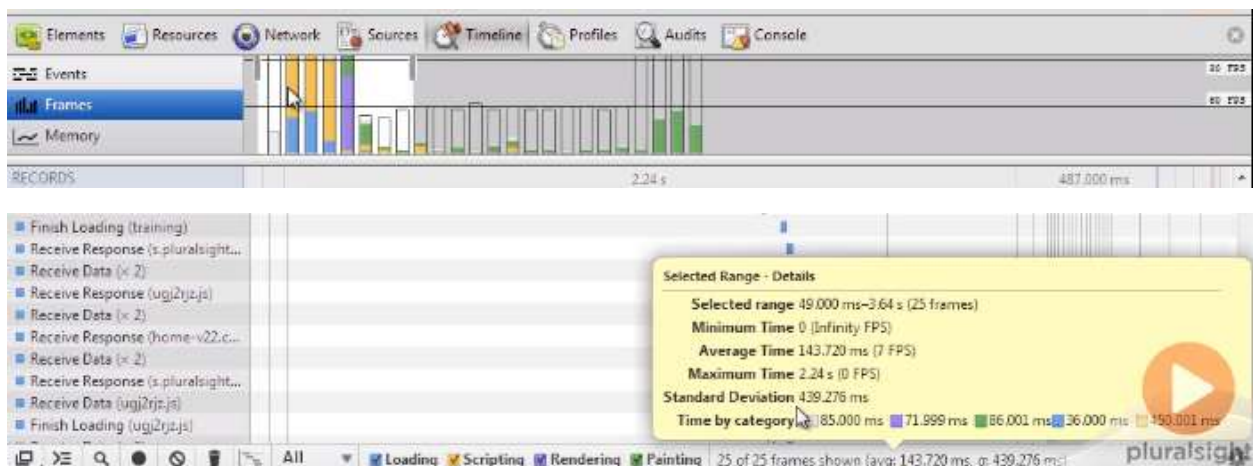 Elements Resources Network Sources Timeline Profiles Audits Console
Events
30 FPS
Frames
60 FPS
Memory
RECORDS 2.24 s 487.000 ms
Finish Loading (training)
Receive Response (s.pluralsight...
Receive Data (× 2)
Receive Response (ugj2rjz.js)
Receive Data (× 2)
Receive Response (home-v22.c...
Receive Data (× 2)
Receive Response (s.pluralsight...
Receive Data (ugj2rjz.js)
Finish Loading (ugj2rjz.js)
Selected Range - Details
Selected range 49.000 ms–3.64 s (25 frames)
Minimum Time 0 (Infinity FPS)
Average Time 143.720 ms (7 FPS)
Maximum Time 2.24 s (0 FPS)
Standard Deviation 439.276 ms
Time by category 85.000 ms 71.999 ms 86.001 ms 36.000 ms 450.001 ms
All Loading Scripting Rendering Painting 25 of 25 frames shown (avg: 143.720 ms, σ: 439.276 ms)
pluralsight